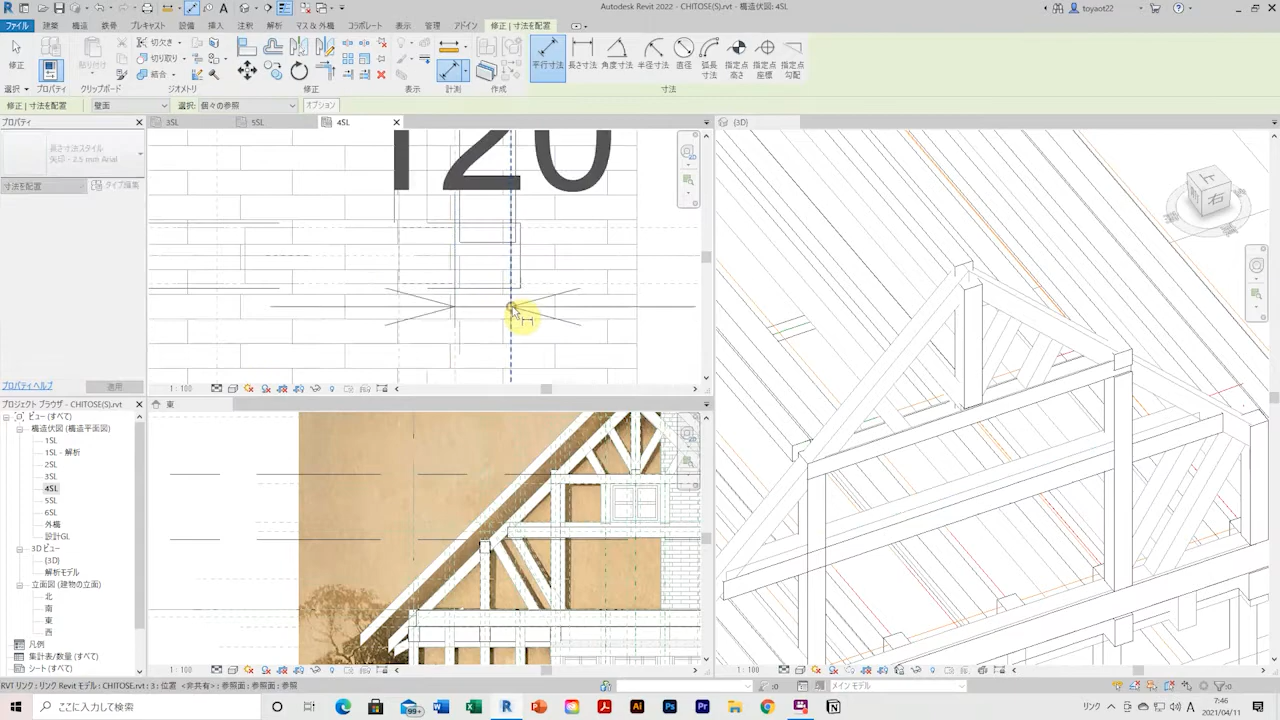 Autodesk Revit 2022 - CHITOSE(S).rvt - 構造伏図: 4SL
toyaot22
ファイル 建築 構造 鉄骨 プレキャスト 設備 挿入 注釈 解析 マス & 外構 コラボレート 表示 管理 アドイン 修正 | 寸法を配置
修正 貼り付け 切欠き 切り取り 結合 平行寸法 長さ寸法 角度寸法 半径寸法 直径 弧長寸法 指定点高さ 指定点座標 指定点勾配
選択 プロパティ クリップボード ジオメトリ 修正 表示 計測 作成 寸法
修正 | 寸法を配置 壁面 選択: 個々の参照 オプション
プロパティ
長さ寸法スタイル
矢印 - 2.5 mm Arial
寸法を配置 タイプ編集
プロパティ ヘルプ 適用
3SL 5SL 4SL
120
1 : 100
{3D}
上
右
プロジェクト ブラウザ - CHITOSE(S).rvt
ビュー (すべて)
構造伏図 (構造平面図)
1SL
1SL - 解析
2SL
3SL
4SL
5SL
6SL
外構
設計GL
3D ビュー
{3D}
解析モデル
立面図 (建物の立面)
北
南
東
西
凡例
集計表/数量 (すべて)
シート (すべて)
東
1 : 100
1 : 100
RVT リンク : リンク Revit モデル : CHITOSE.rvt : 3 : 位置 <非共有> : 参照面 : 参照面 : 参照
:0
メイン モデル
:0
ここに入力して検索
99+
リンク
7:46
2021/04/11